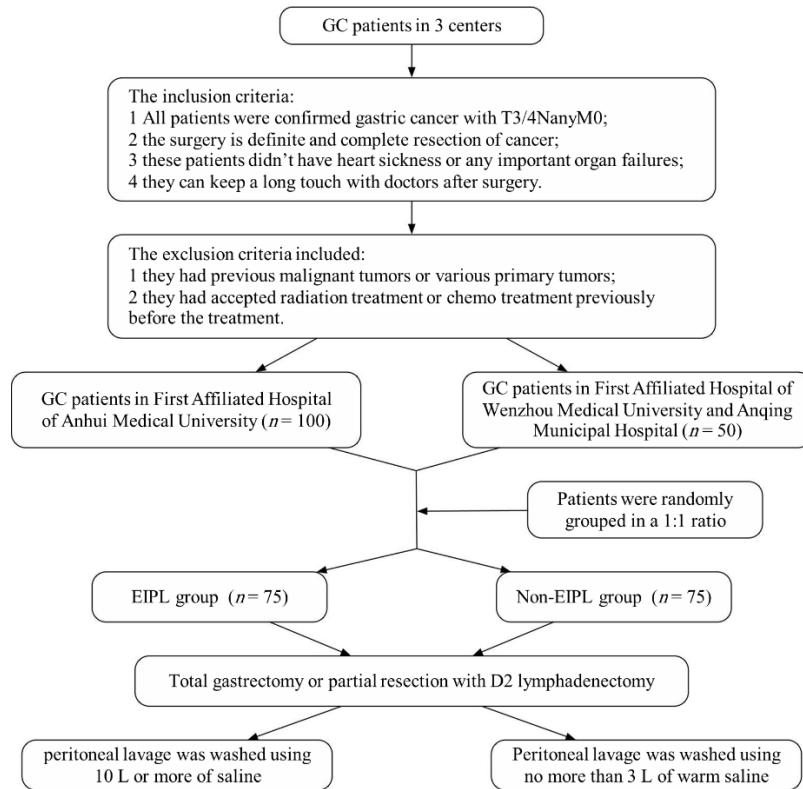 GC patients in 3 centers
The inclusion criteria:
1 All patients were confirmed gastric cancer with T3/4NanyM0;
2 the surgery is definite and complete resection of cancer;
3 these patients didn’t have heart sickness or any important organ failures;
4 they can keep a long touch with doctors after surgery.
The exclusion criteria included:
1 they had previous malignant tumors or various primary tumors;
2 they had accepted radiation treatment or chemo treatment previously
before the treatment.
GC patients in First Affiliated Hospital
of Anhui Medical University (n = 100)
GC patients in First Affiliated Hospital of
Wenzhou Medical University and Anqing
Municipal Hospital (n = 50)
Patients were randomly
grouped in a 1:1 ratio
EIPL group (n = 75)
Non-EIPL group (n = 75)
Total gastrectomy or partial resection with D2 lymphadenectomy
peritoneal lavage was washed using
10 L or more of saline
Peritoneal lavage was washed using
no more than 3 L of warm saline